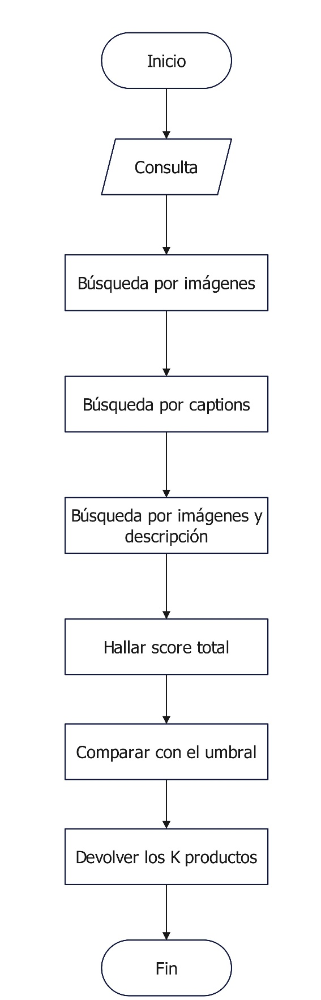 Inicio
Consulta
Búsqueda por imágenes
Búsqueda por captions
Búsqueda por imágenes y
descripción
Hallar score total
Comparar con el umbral
Devolver los K productos
Fin